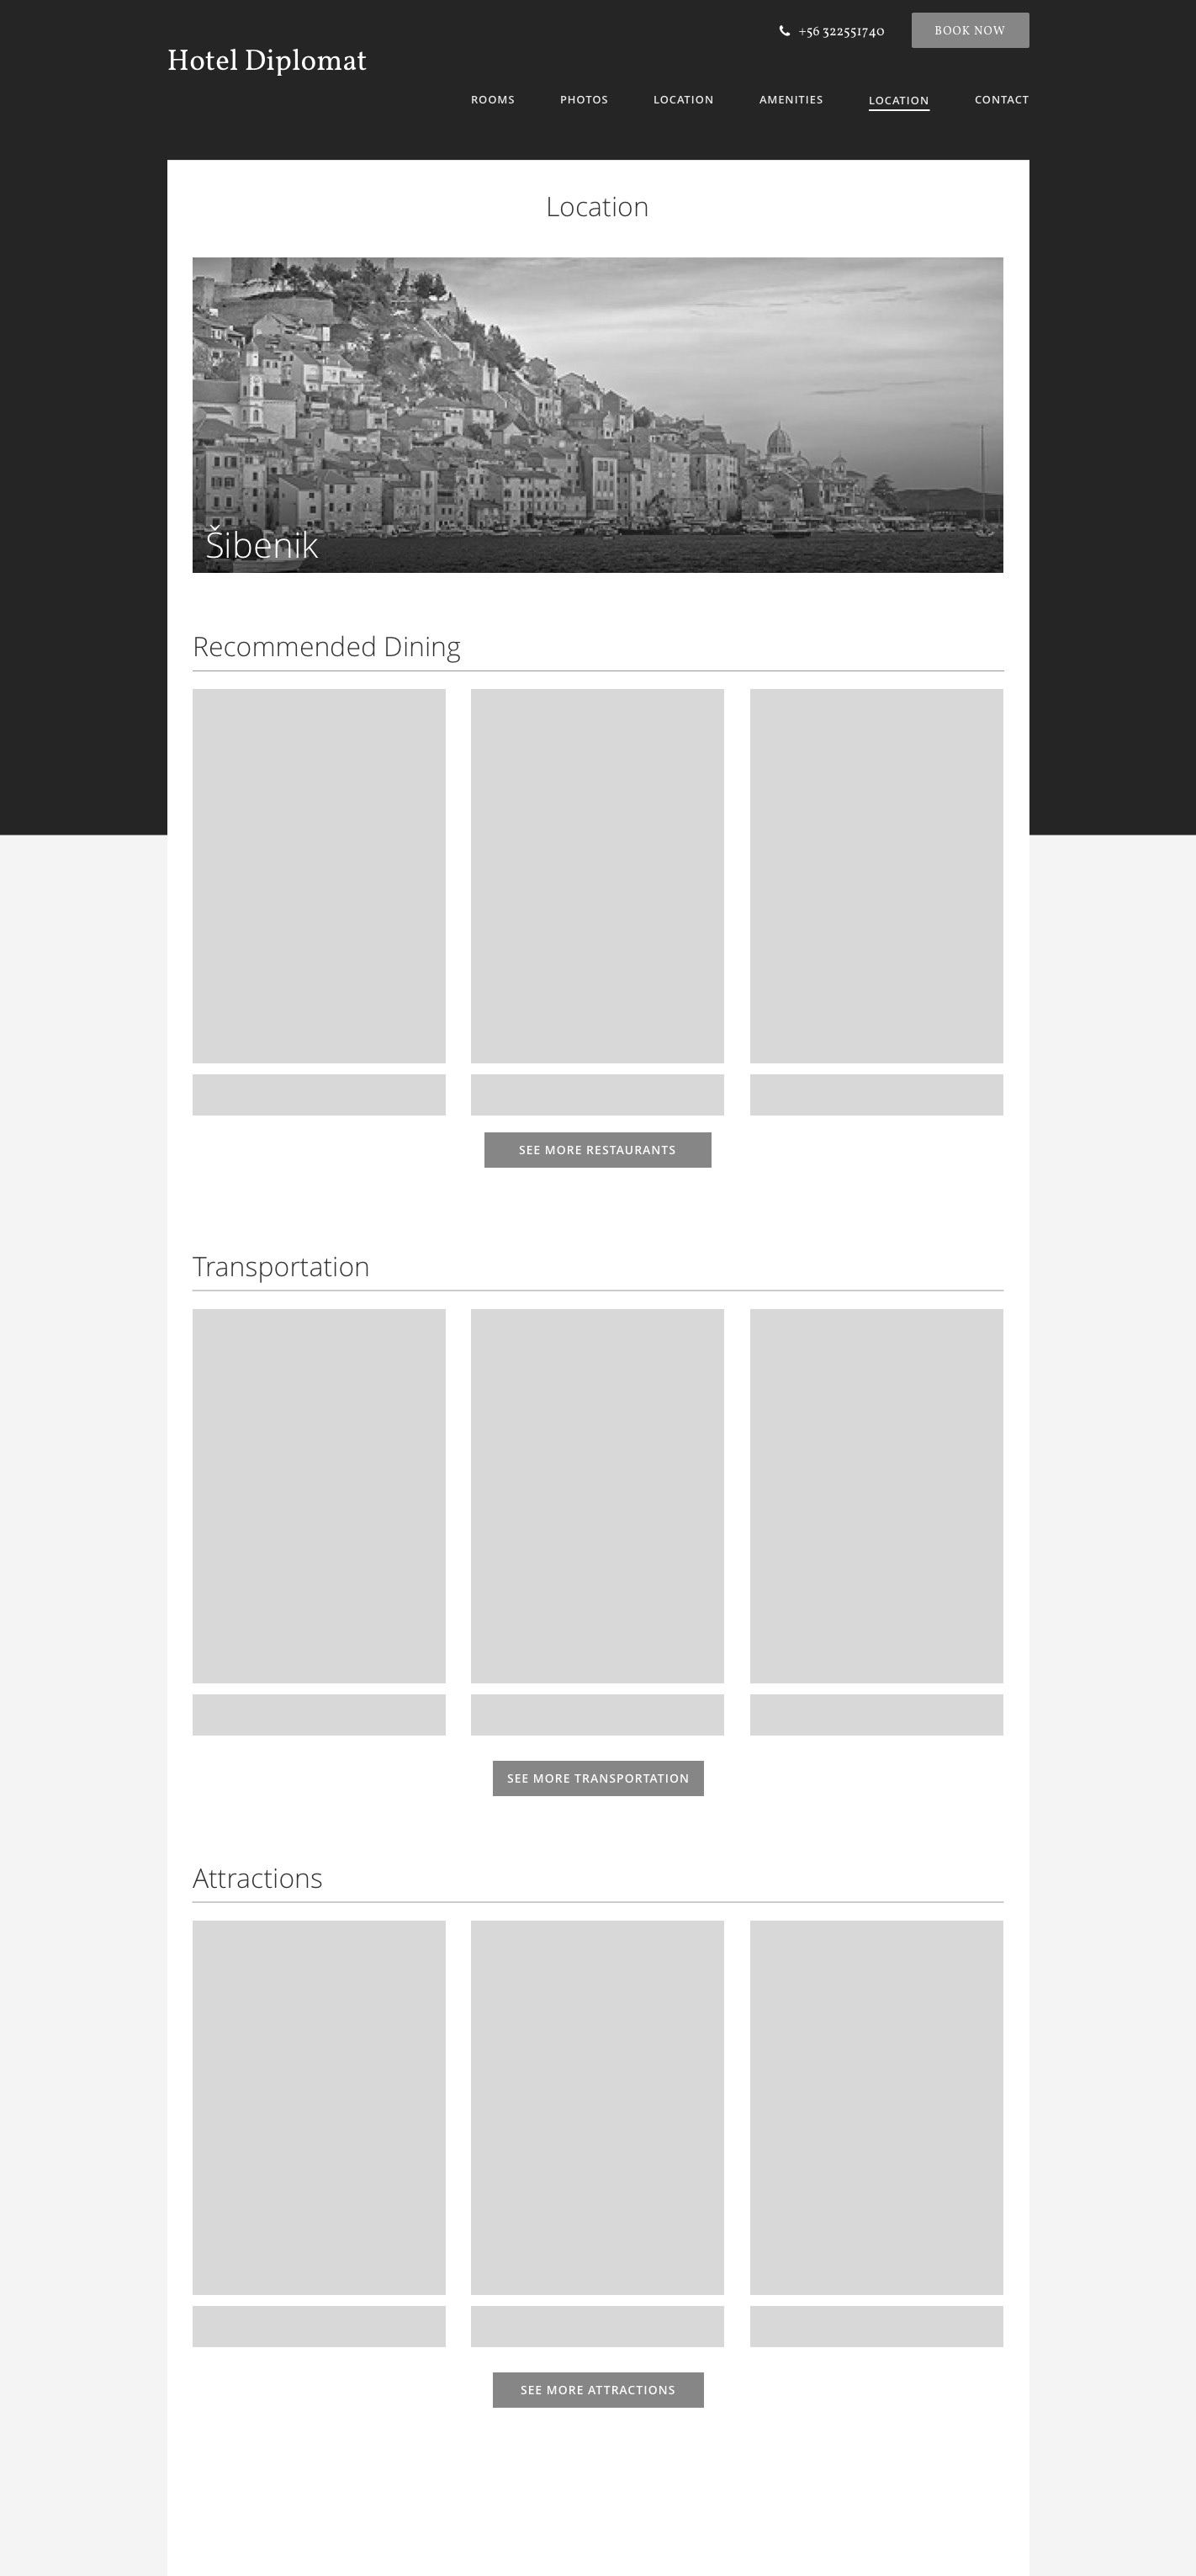 +56 322551740
BOOK NOW
Hotel Diplomat
ROOMS PHOTOS LOCATION AMENITIES LOCATION CONTACT
Location
Šibenik
Recommended Dining
SEE MORE RESTAURANTS
Transportation
SEE MORE TRANSPORTATION
Attractions
SEE MORE ATTRACTIONS